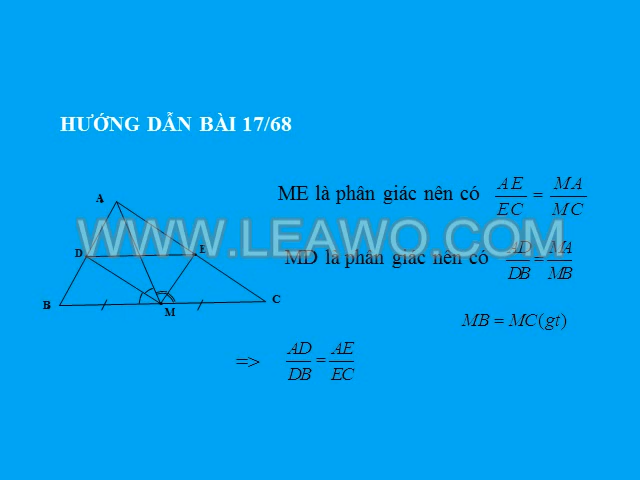 HƯỚNG DẪN BÀI 17/68
ME là phân giác nên có AE/EC = MA/MC
WWW.LEAWO.COM
MD là phân giác nên có AD/DB = MA/MB
A
D
E
B
M
C
MB = MC(gt)
=> AD/DB = AE/EC